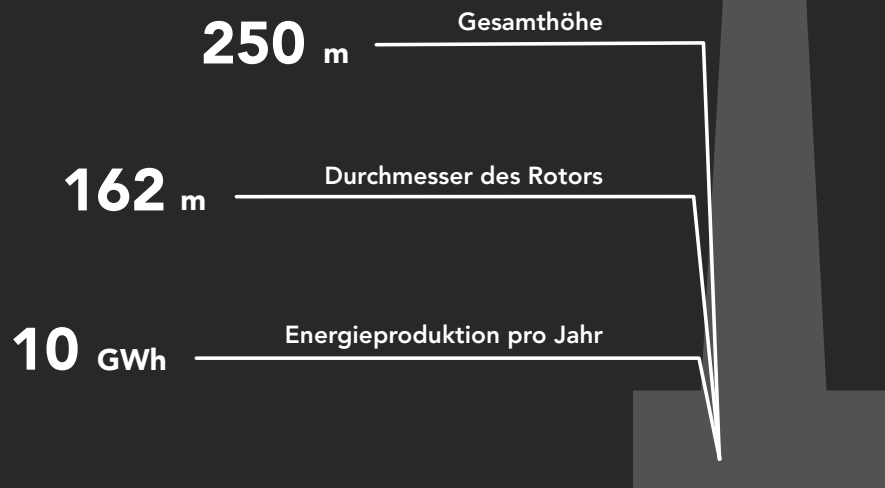 Gesamthöhe
250 m
Durchmesser des Rotors
162 m
Energieproduktion pro Jahr
10 GWh